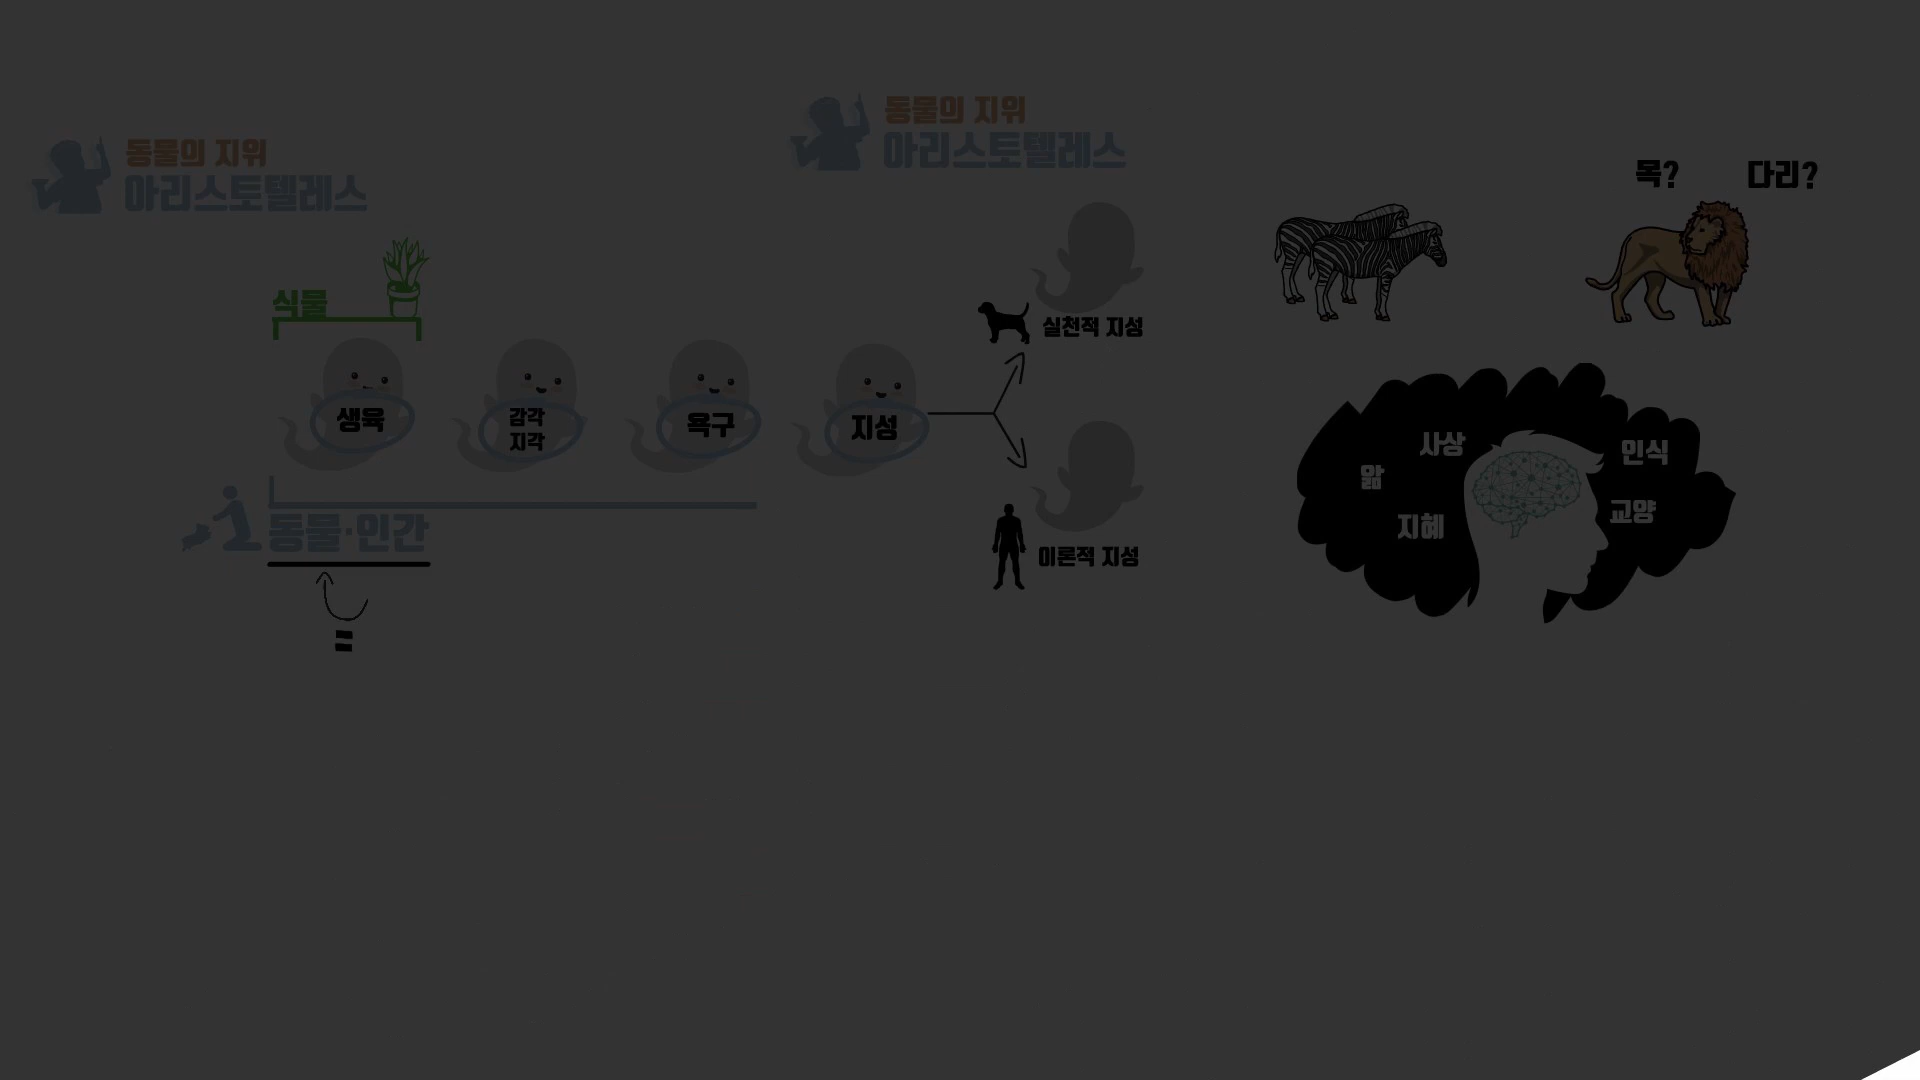 동물의 지위
아리스토텔레스
식물
생육
감각
지각
욕구
지성
동물·인간
=
동물의 지위
아리스토텔레스
실천적 지성
이론적 지성
목?
다리?
사상
앎
지혜
인식
교양